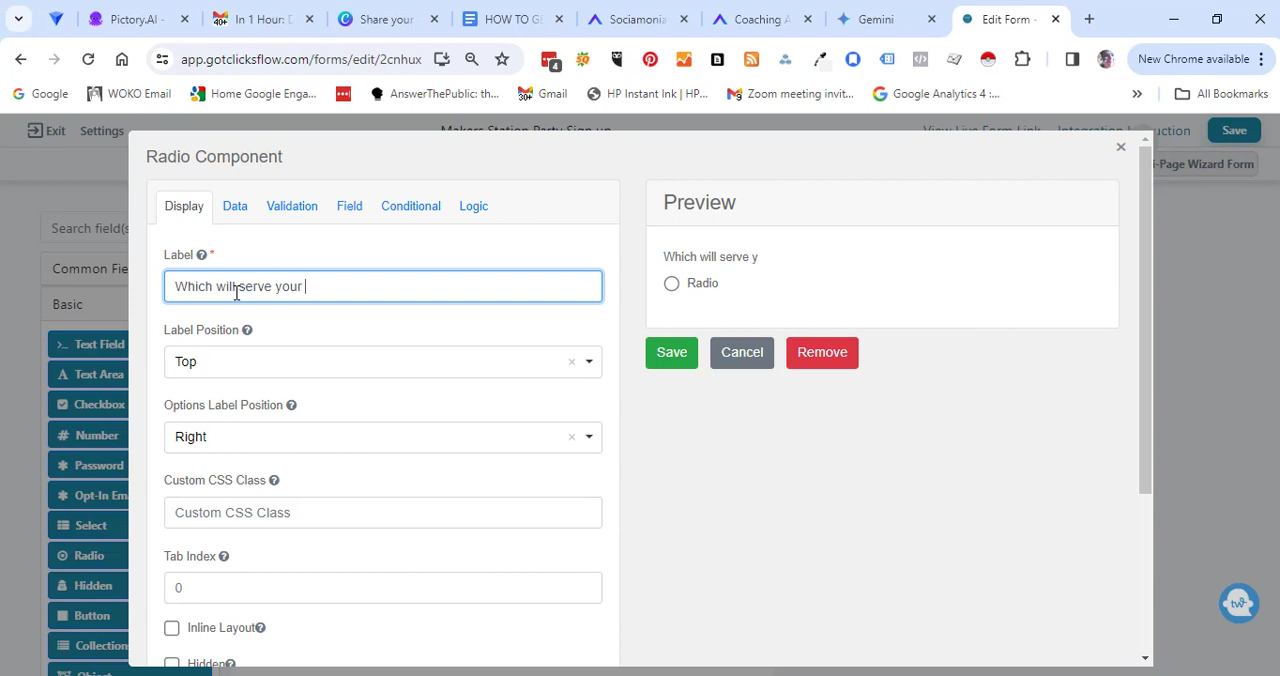 Pictory.AI -
In 1 Hour: D
Share your
HOW TO GE
Sociamonia
Coaching A
Gemini
Edit Form -
app.gotclicksflow.com/forms/edit/2cnhux
4
New Chrome available
Google
WOKO Email
Home Google Enga...
AnswerThePublic: th...
Gmail
HP Instant Ink | HP...
Zoom meeting invit...
Google Analytics 4 :...
»
All Bookmarks
Exit
Settings
Makers Station Party Sign up
View Live Form Link
uction
Save
i-Page Wizard Form
Search field(s
Common Fie
Basic
Text Field
Text Area
Checkbox
Number
Password
Opt-In Em
Select
Radio
Hidden
Button
Collection
Object
Radio Component
×
Display
Data
Validation
Field
Conditional
Logic
Label *
Which will serve your
Label Position
Top
Options Label Position
Right
Custom CSS Class
Custom CSS Class
Tab Index
0
Inline Layout
Hidden
Preview
Which will serve y
Radio
Save
Cancel
Remove
tw